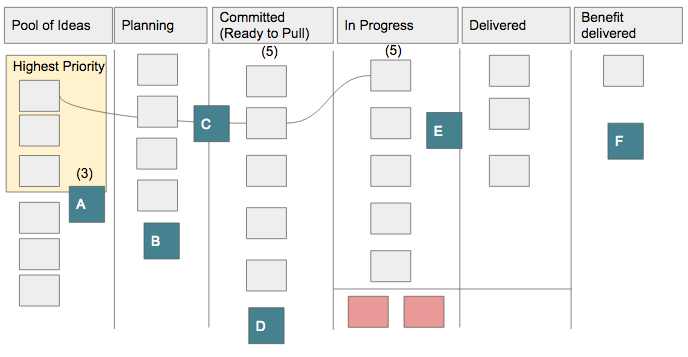 Pool of Ideas
Planning
Committed
(Ready to Pull)
In Progress
Delivered
Benefit
delivered
(5)
(5)
Highest Priority
(3)
A
B
C
D
E
F